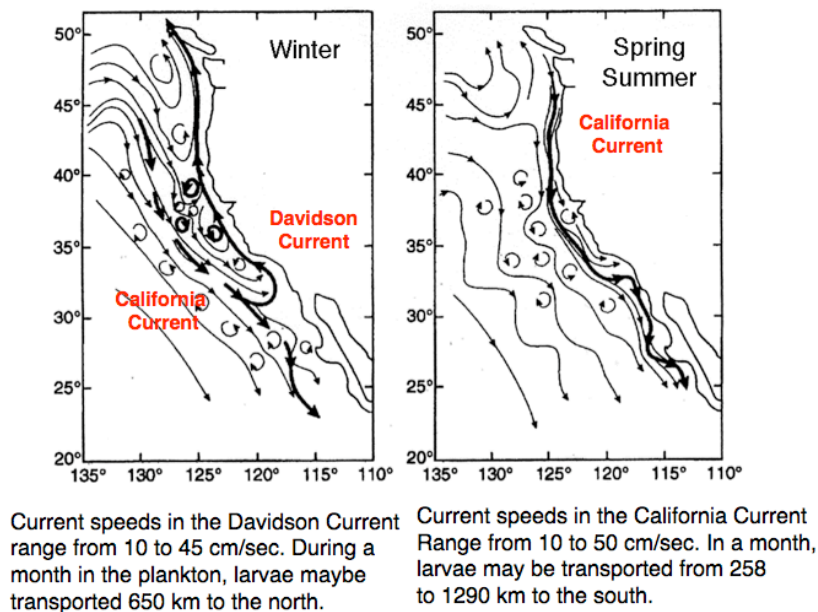 Winter
50°
45°
40°
35°
30°
25°
20°
135° 130° 125° 120° 115° 110°
Davidson
Current
California
Current
Spring
Summer
50°
45°
40°
35°
30°
25°
20°
135° 130° 125° 120° 115° 110°
California
Current
Current speeds in the Davidson Current
range from 10 to 45 cm/sec. During a
month in the plankton, larvae maybe
transported 650 km to the north.
Current speeds in the California Current
Range from 10 to 50 cm/sec. In a month,
larvae may be transported from 258
to 1290 km to the south.